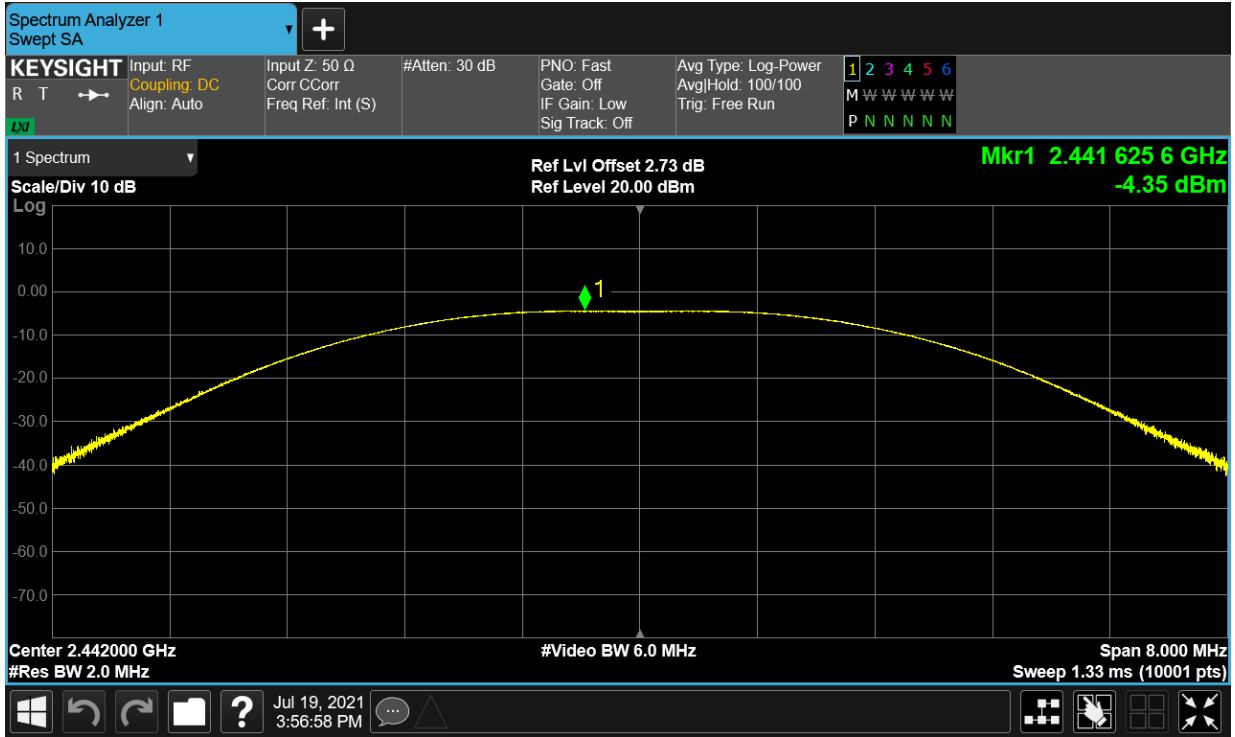 Spectrum Analyzer 1
Swept SA
+
KEYSIGHT
R T
LXI
Input: RF
Coupling: DC
Align: Auto
Input Z: 50 Ω
Corr CCorr
Freq Ref: Int (S)
#Atten: 30 dB
PNO: Fast
Gate: Off
IF Gain: Low
Sig Track: Off
Avg Type: Log-Power
Avg|Hold: 100/100
Trig: Free Run
1 2 3 4 5 6
M W W W W W
P N N N N N
1 Spectrum
Scale/Div 10 dB
Log
Ref Lvl Offset 2.73 dB
Ref Level 20.00 dBm
Mkr1 2.441 625 6 GHz
-4.35 dBm
10.0
0.00
-10.0
-20.0
-30.0
-40.0
-50.0
-60.0
-70.0
1
Center 2.442000 GHz
#Res BW 2.0 MHz
#Video BW 6.0 MHz
Span 8.000 MHz
Sweep 1.33 ms (10001 pts)
?
Jul 19, 2021
3:56:58 PM